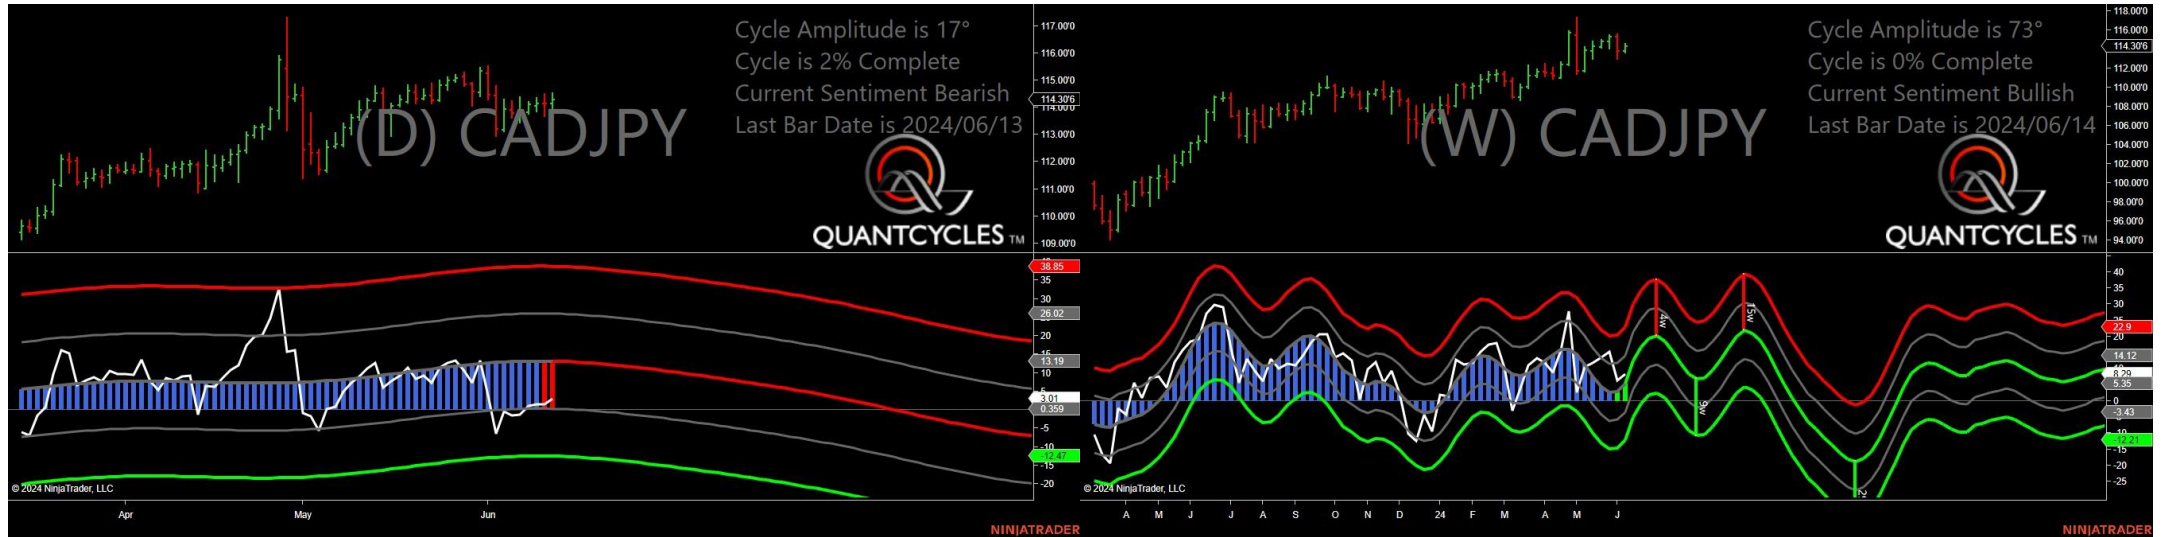 Cycle Amplitude is 17°
Cycle is 2% Complete
Current Sentiment Bearish
Last Bar Date is 2024/06/13
(D) CADJPY
QUANTCYCLES TM
117.00'0
116.00'0
115.00'0
114.30'6
113.00'0
112.00'0
111.00'0
110.00'0
109.00'0
38.85
35
30
26.02
20
13.19
10
5
3.01
0.359
-5
-10
-12.47
-15
-20
© 2024 NinjaTrader, LLC
Apr May Jun
NINJATRADER
Cycle Amplitude is 73°
Cycle is 0% Complete
Current Sentiment Bullish
Last Bar Date is 2024/06/14
(W) CADJPY
QUANTCYCLES TM
118.00'0
116.00'0
114.30'6
112.00'0
110.00'0
108.00'0
106.00'0
104.00'0
102.00'0
100.00'0
98.00'0
96.00'0
94.00'0
4w
9w
15w
40
35
30
22.9
20
14.12
8.29
5.35
0
-3.43
-12.21
-15
-20
-25
© 2024 NinjaTrader, LLC
A M J J A S O N D 24 F M A M J
NINJATRADER